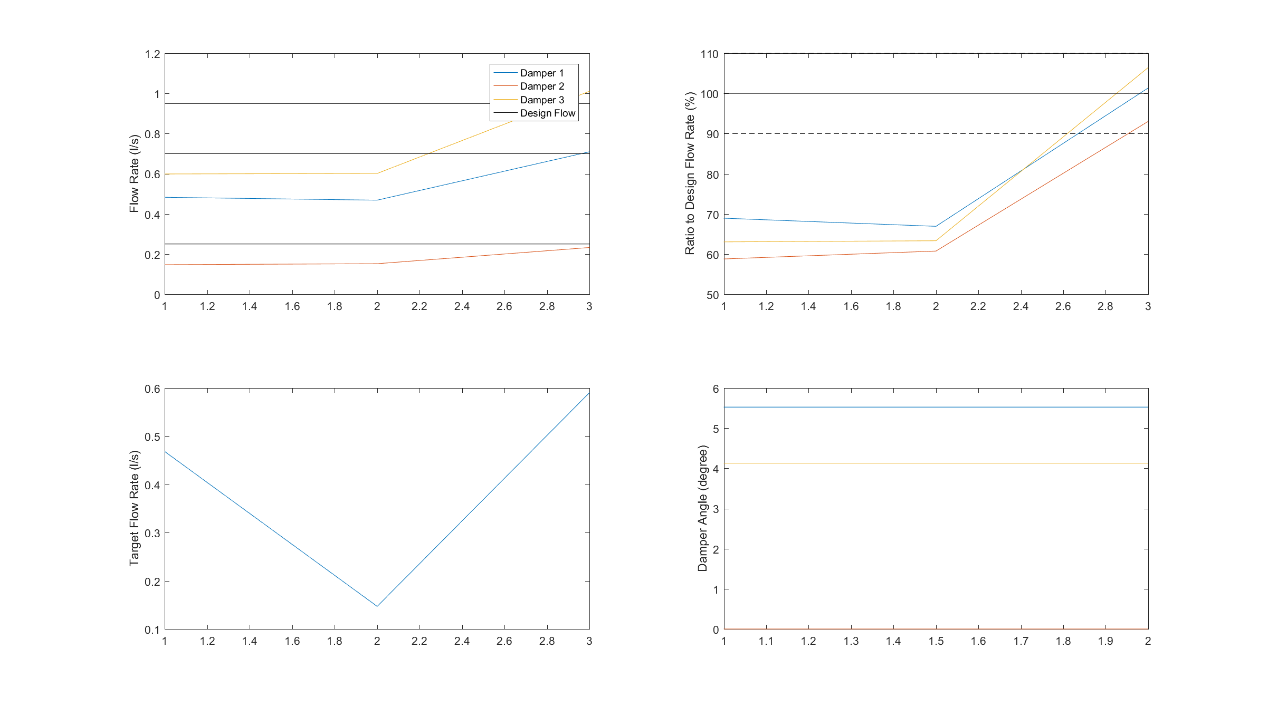 1.2
1
0.8
0.6
0.4
0.2
0
Flow Rate (l/s)
1 1.2 1.4 1.6 1.8 2 2.2 2.4 2.6 2.8 3
Damper 1
Damper 2
Damper 3
Design Flow
110
100
90
80
70
60
50
Ratio to Design Flow Rate (%)
1 1.2 1.4 1.6 1.8 2 2.2 2.4 2.6 2.8 3
0.6
0.5
0.4
0.3
0.2
0.1
Target Flow Rate (l/s)
1 1.2 1.4 1.6 1.8 2 2.2 2.4 2.6 2.8 3
6
5
4
3
2
1
0
Damper Angle (degree)
1 1.1 1.2 1.3 1.4 1.5 1.6 1.7 1.8 1.9 2